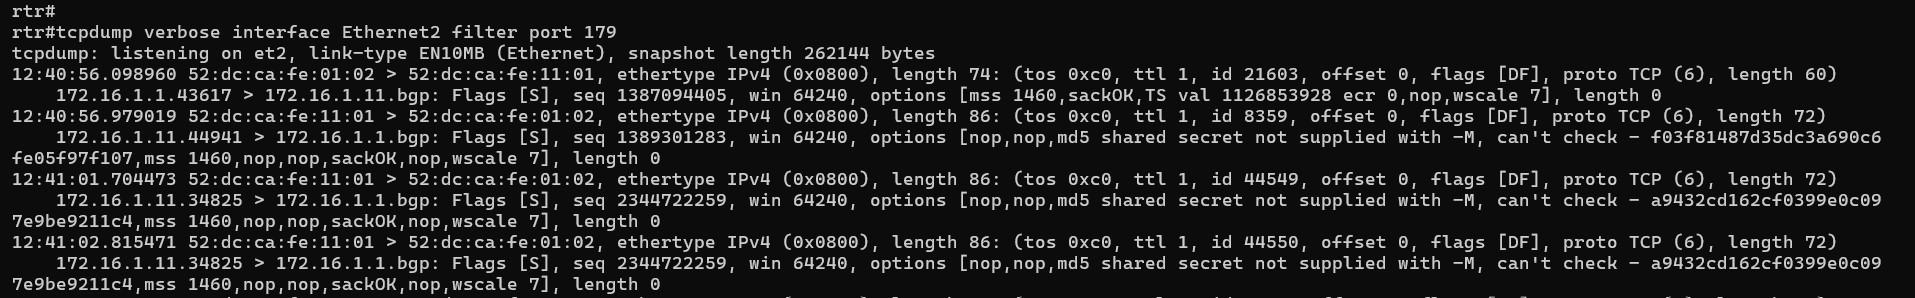 rtr#
rtr#tcpdump verbose interface Ethernet2 filter port 179
tcpdump: listening on et2, link-type EN10MB (Ethernet), snapshot length 262144 bytes
12:40:56.098960 52:dc:ca:fe:01:02 > 52:dc:ca:fe:11:01, ethertype IPv4 (0x0800), length 74: (tos 0xc0, ttl 1, id 21603, offset 0, flags [DF], proto TCP (6), length 60)
    172.16.1.1.43617 > 172.16.1.11.bgp: Flags [S], seq 1387094405, win 64240, options [mss 1460,sackOK,TS val 1126853928 ecr 0,nop,wscale 7], length 0
12:40:56.979019 52:dc:ca:fe:11:01 > 52:dc:ca:fe:01:02, ethertype IPv4 (0x0800), length 86: (tos 0xc0, ttl 1, id 8359, offset 0, flags [DF], proto TCP (6), length 72)
    172.16.1.11.44941 > 172.16.1.1.bgp: Flags [S], seq 1389301283, win 64240, options [nop,nop,md5 shared secret not supplied with -M, can't check - f03f81487d35dc3a690c6
fe05f97f107,mss 1460,nop,nop,sackOK,nop,wscale 7], length 0
12:41:01.704473 52:dc:ca:fe:11:01 > 52:dc:ca:fe:01:02, ethertype IPv4 (0x0800), length 86: (tos 0xc0, ttl 1, id 44549, offset 0, flags [DF], proto TCP (6), length 72)
    172.16.1.11.34825 > 172.16.1.1.bgp: Flags [S], seq 2344722259, win 64240, options [nop,nop,md5 shared secret not supplied with -M, can't check - a9432cd162cf0399e0c09
7e9be9211c4,mss 1460,nop,nop,sackOK,nop,wscale 7], length 0
12:41:02.815471 52:dc:ca:fe:11:01 > 52:dc:ca:fe:01:02, ethertype IPv4 (0x0800), length 86: (tos 0xc0, ttl 1, id 44550, offset 0, flags [DF], proto TCP (6), length 72)
    172.16.1.11.34825 > 172.16.1.1.bgp: Flags [S], seq 2344722259, win 64240, options [nop,nop,md5 shared secret not supplied with -M, can't check - a9432cd162cf0399e0c09
7e9be9211c4,mss 1460,nop,nop,sackOK,nop,wscale 7], length 0